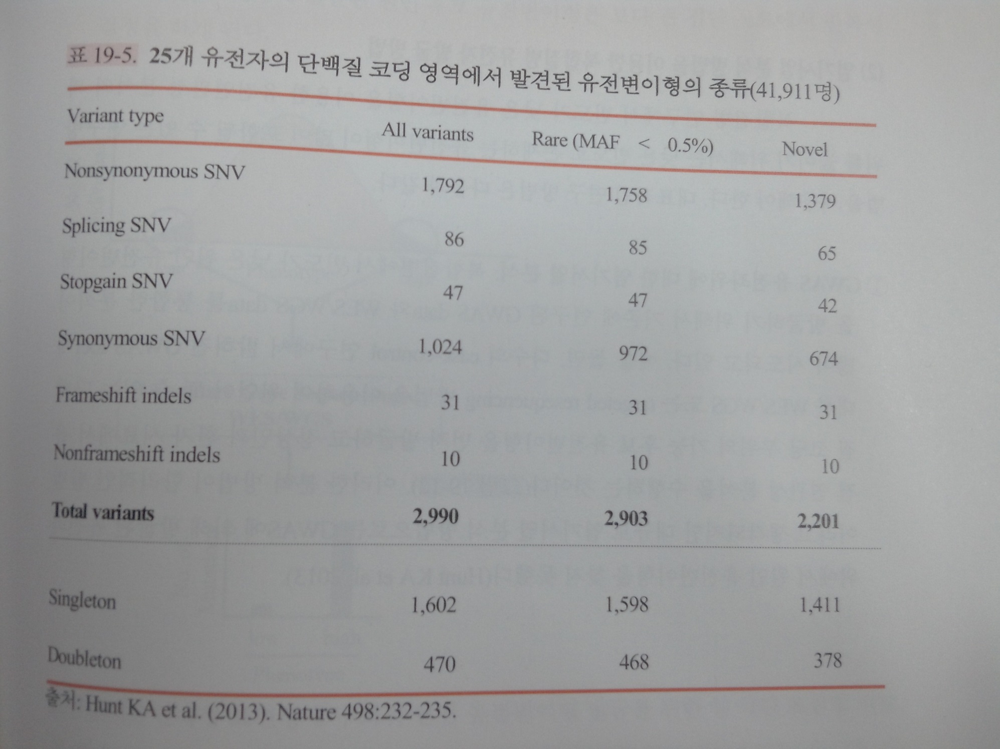 표 19-5. 25개 유전자의 단백질 코딩 영역에서 발견된 유전변이형의 종류(41,911명)
Variant type All variants Rare (MAF < 0.5%) Novel
Nonsynonymous SNV 1,792 1,758 1,379
Splicing SNV 86 85 65
Stopgain SNV 47 47 42
Synonymous SNV 1,024 972 674
Frameshift indels 31 31 31
Nonframeshift indels 10 10 10
Total variants 2,990 2,903 2,201
Singleton 1,602 1,598 1,411
Doubleton 470 468 378
출처: Hunt KA et al. (2013). Nature 498:232-235.